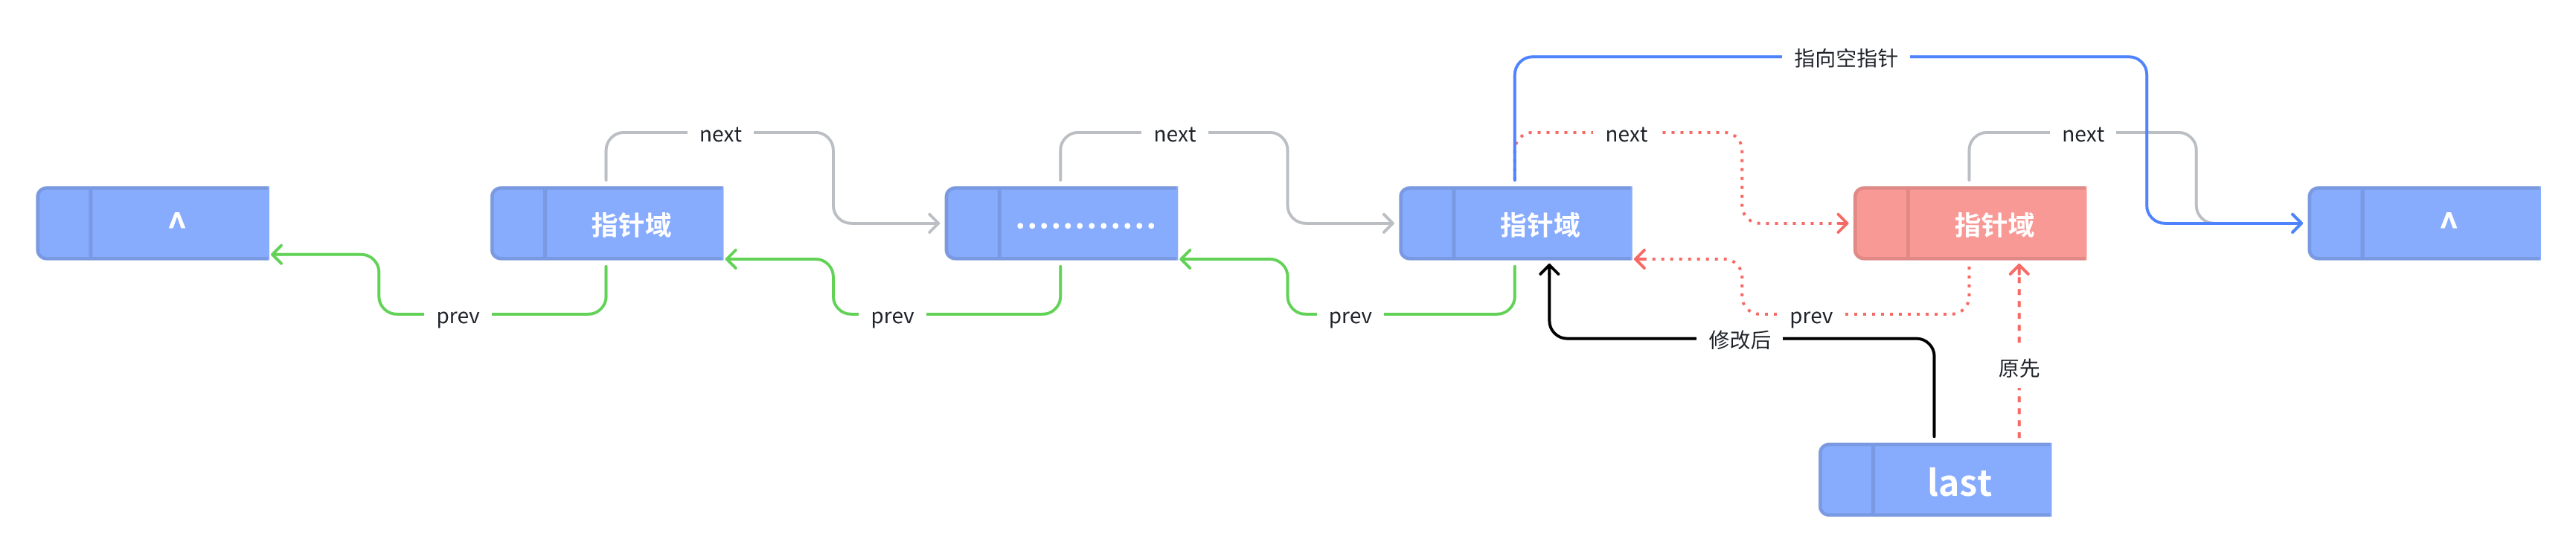 指向空指针
next
next
next
next
^
指针域
............
指针域
指针域
^
prev
prev
prev
prev
修改后
原先
last